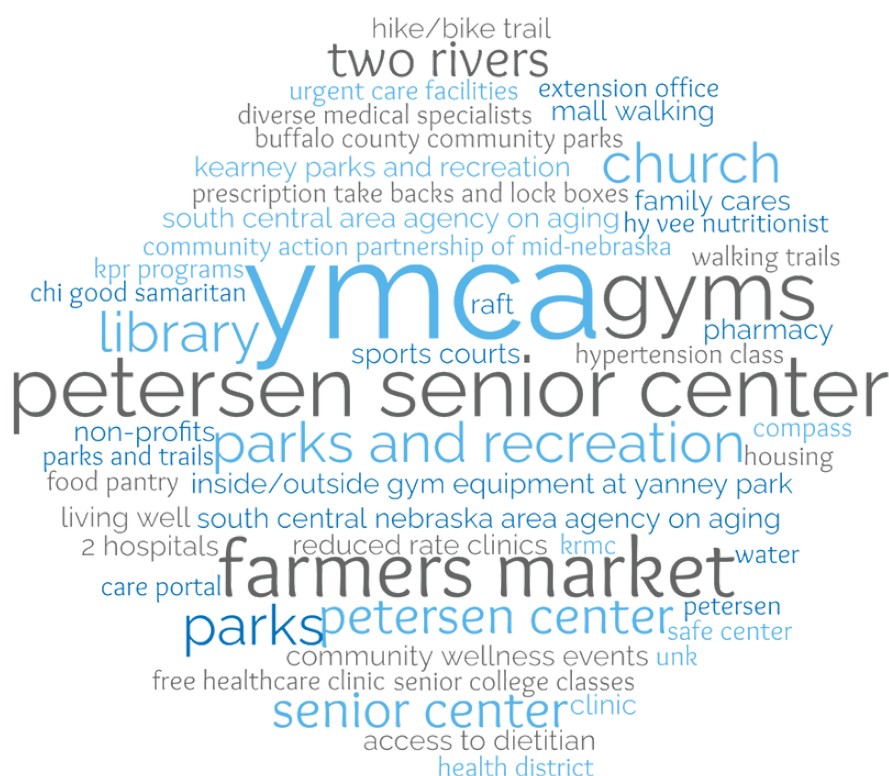 hike/bike trail
two rivers
urgent care facilities
extension office
diverse medical specialists
mall walking
buffalo county community parks
kearney parks and recreation
church
prescription take backs and lock boxes
family cares
south central area agency on aging
hy vee nutritionist
community action partnership of mid-nebraska
walking trails
kpr programs
chi good samaritan
ymca
raft
gyms
library
pharmacy
sports courts
hypertension class
petersen senior center
non-profits
parks and recreation
compass
parks and trails
housing
food pantry
inside/outside gym equipment at yanney park
living well
south central nebraska area agency on aging
2 hospitals
reduced rate clinics
krmc
farmers market
water
care portal
parks
petersen center
petersen
safe center
community wellness events
unk
free healthcare clinic
senior college classes
senior center
clinic
access to dietitian
health district